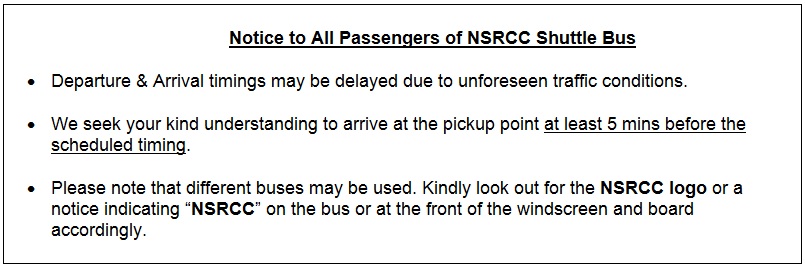 Notice to All Passengers of NSRCC Shuttle Bus
• Departure & Arrival timings may be delayed due to unforeseen traffic conditions.
• We seek your kind understanding to arrive at the pickup point at least 5 mins before the
scheduled timing.
• Please note that different buses may be used. Kindly look out for the NSRCC logo or a
notice indicating “NSRCC” on the bus or at the front of the windscreen and board
accordingly.